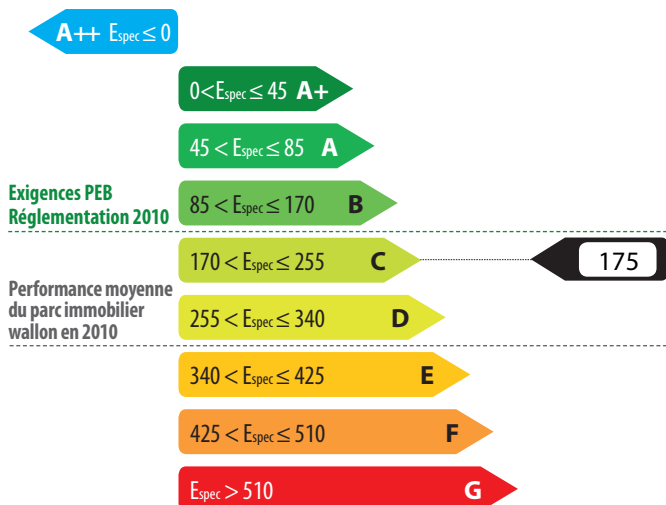 A++ Espec ≤ 0
0<Espec ≤ 45 A+
45 < Espec ≤ 85 A
Exigences PEB
Réglementation 2010
85 < Espec ≤ 170 B
170 < Espec ≤ 255 C
175
Performance moyenne
du parc immobilier
wallon en 2010
255 < Espec ≤ 340 D
340 < Espec ≤ 425 E
425 < Espec ≤ 510 F
Espec > 510 G